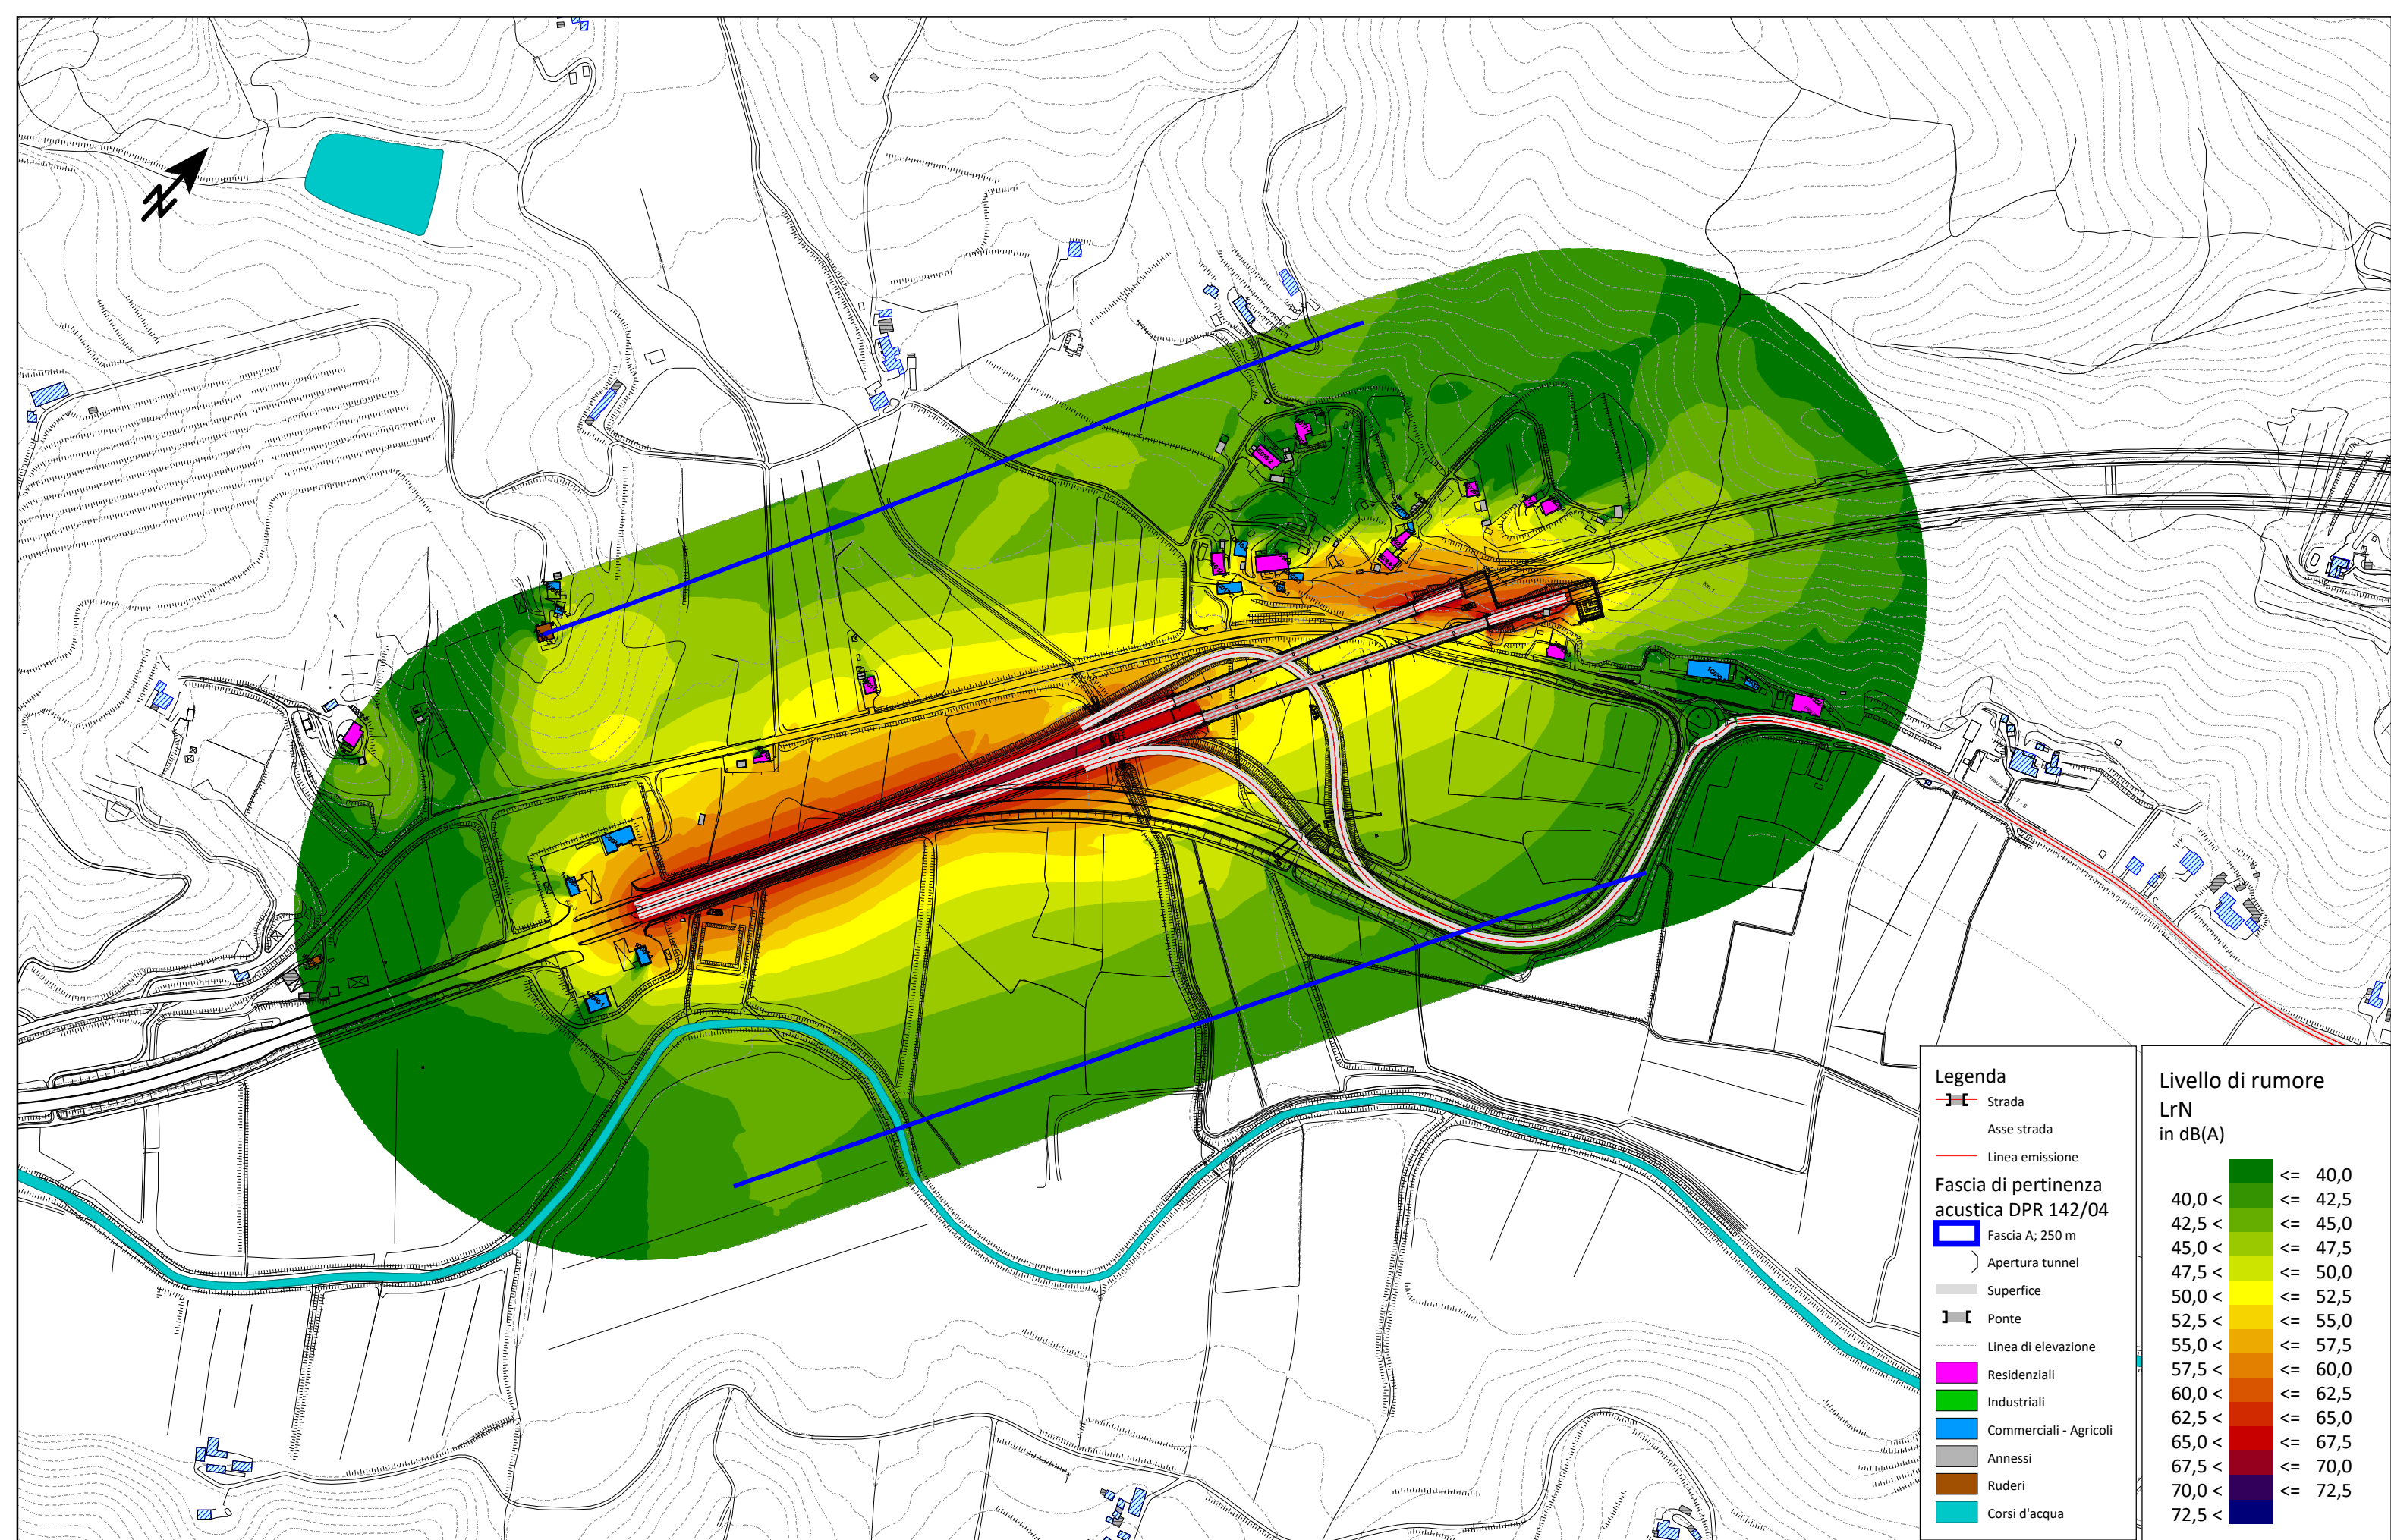 Legenda
Strada
Asse strada
Linea emissione
Fascia di pertinenza
acustica DPR 142/04
Fascia A; 250 m
Apertura tunnel
Superfice
Ponte
Linea di elevazione
Residenziali
Industriali
Commerciali - Agricoli
Annessi
Ruderi
Corsi d'acqua
Livello di rumore
LrN
in dB(A)
<= 40,0
40,0 < <= 42,5
42,5 < <= 45,0
45,0 < <= 47,5
47,5 < <= 50,0
50,0 < <= 52,5
52,5 < <= 55,0
55,0 < <= 57,5
57,5 < <= 60,0
60,0 < <= 62,5
62,5 < <= 65,0
65,0 < <= 67,5
67,5 < <= 70,0
70,0 < <= 72,5
72,5 <